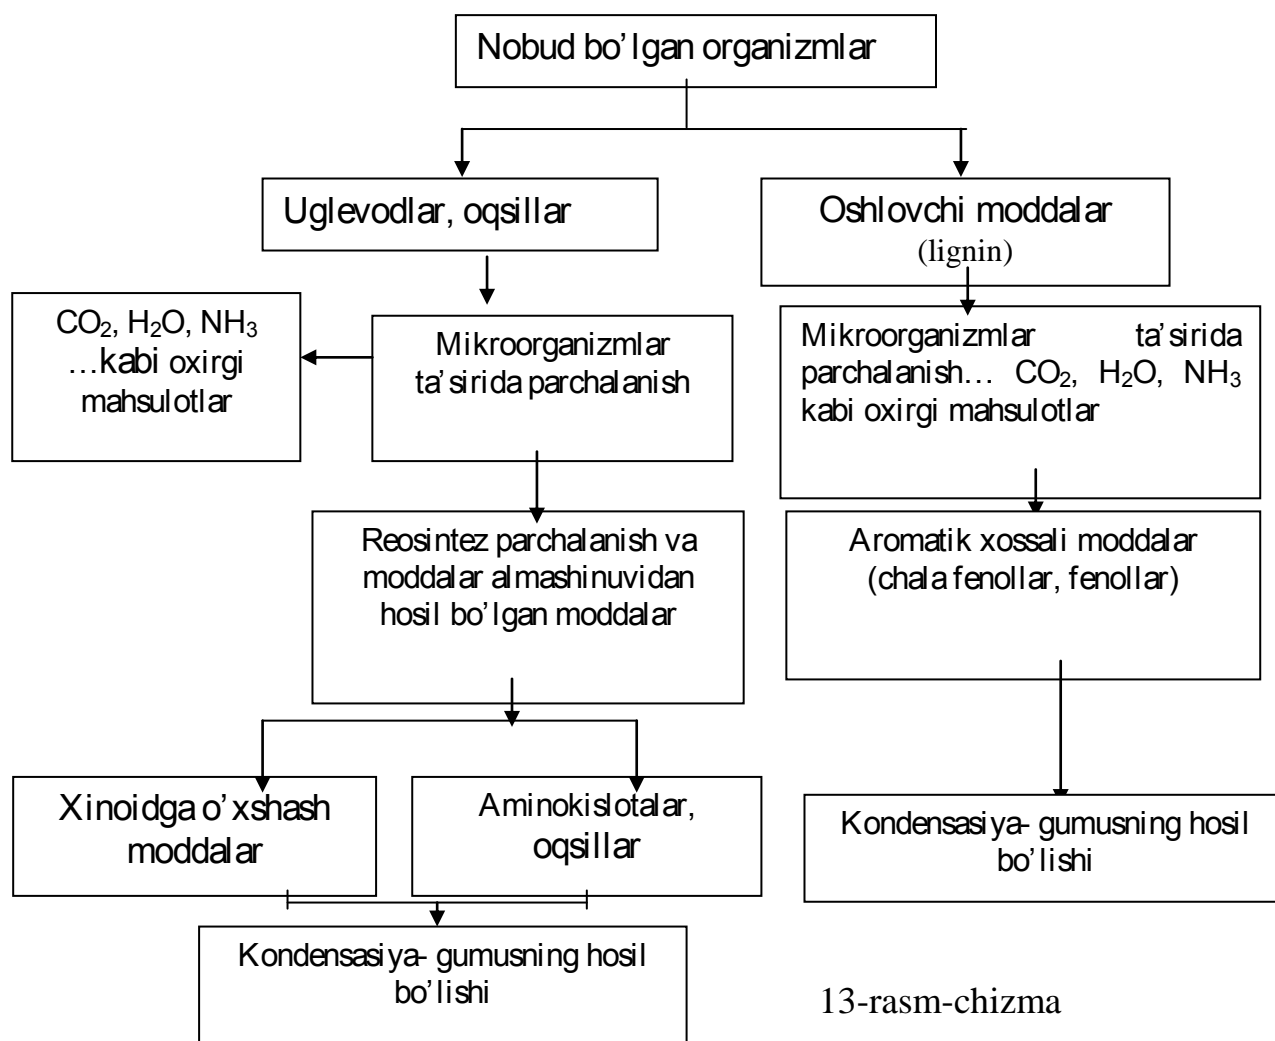 Nobud bo’lgan organizmlar
Uglevodlar, oqsillar
Oshlovchi moddalar
(lignin)
CO₂, H₂O, NH₃
…kabi oxirgi
mahsulotlar
Mikroorganizmlar
ta’sirida parchalanish
Mikroorganizmlar ta’sirida
parchalanish… CO₂, H₂O, NH₃
kabi oxirgi mahsulotlar
Reosintez parchalanish va
moddalar almashinuvidan
hosil bo’lgan moddalar
Aromatik xossali moddalar
(chala fenollar, fenollar)
Xinoidga o’xshash
moddalar
Aminokislotalar,
oqsillar
Kondensasiya- gumusning hosil
bo’lishi
Kondensasiya- gumusning hosil
bo’lishi
13-rasm-chizma